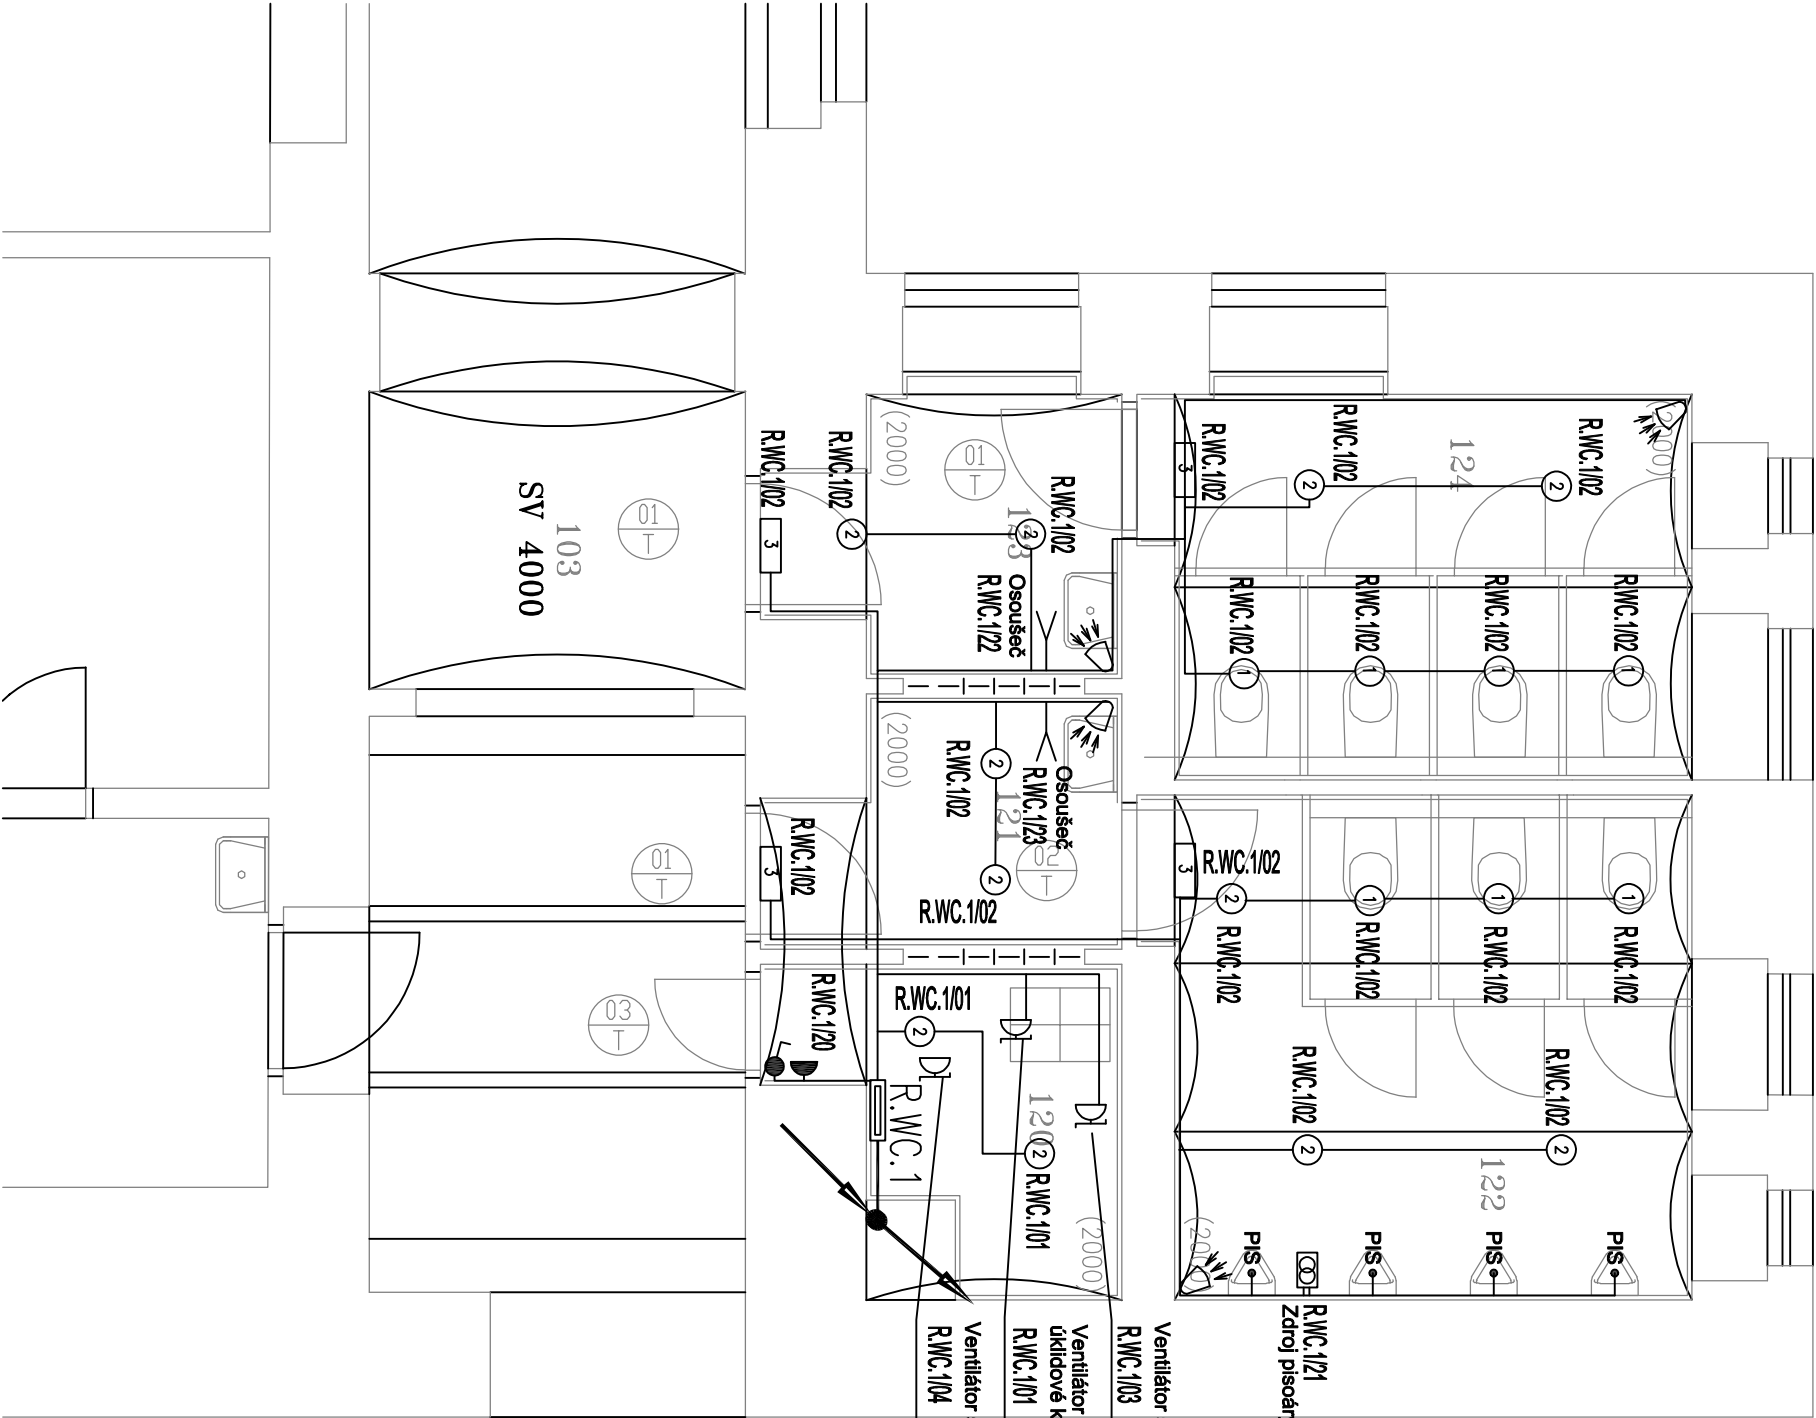 R.WC.1/02
R.WC.1/02
(2000)
01
T
R.WC.1/02
123
R.WC.1/02
3
R.WC.1/02
124
R.WC.1/02
2
2
3
2
2
01
T
103
SV 4000
Osoušeč
R.WC.1/22
R.WC.1/02
R.WC.1/02
R.WC.1/02
R.WC.1/02
1
1
1
1
(2000)
R.WC.1/02
2
Osoušeč
R.WC.1/23
121
02
T
2
R.WC.1/02
01
T
3
R.WC.1/02
3
R.WC.1/02
2
1
1
1
R.WC.1/02
R.WC.1/02
R.WC.1/02
R.WC.1/02
03
T
R.WC.1/20
R.WC.1/01
2
R.WC.1
120
2
R.WC.1/01
(2000)
R.WC.1/02
R.WC.1/02
2
2
122
PIS
PIS
PIS
PIS
R.WC.1/21
Zdroj pisoár
Ventilátor
R.WC.1/03
Ventilátor
úklidové k
R.WC.1/01
Ventilátor
R.WC.1/04